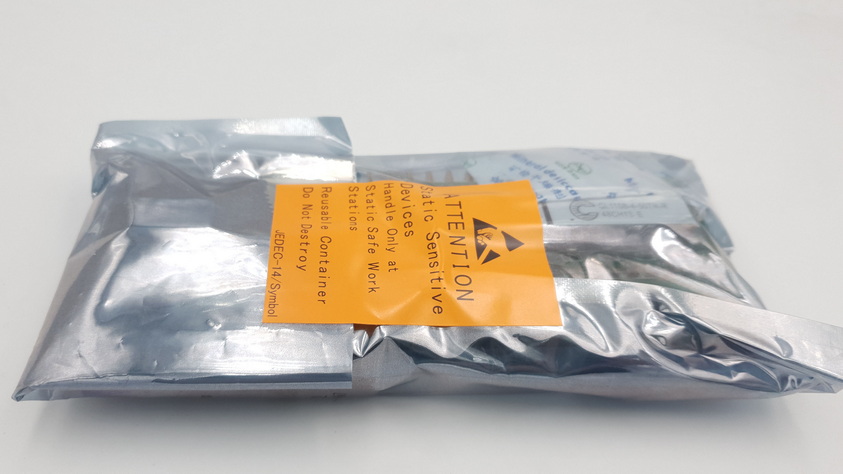 ATTENTION
Static Sensitive
Devices
Handle Only at
Static Safe Work
Stations
Reusable Container
Do Not Destroy
JEDEC-14/Symbol